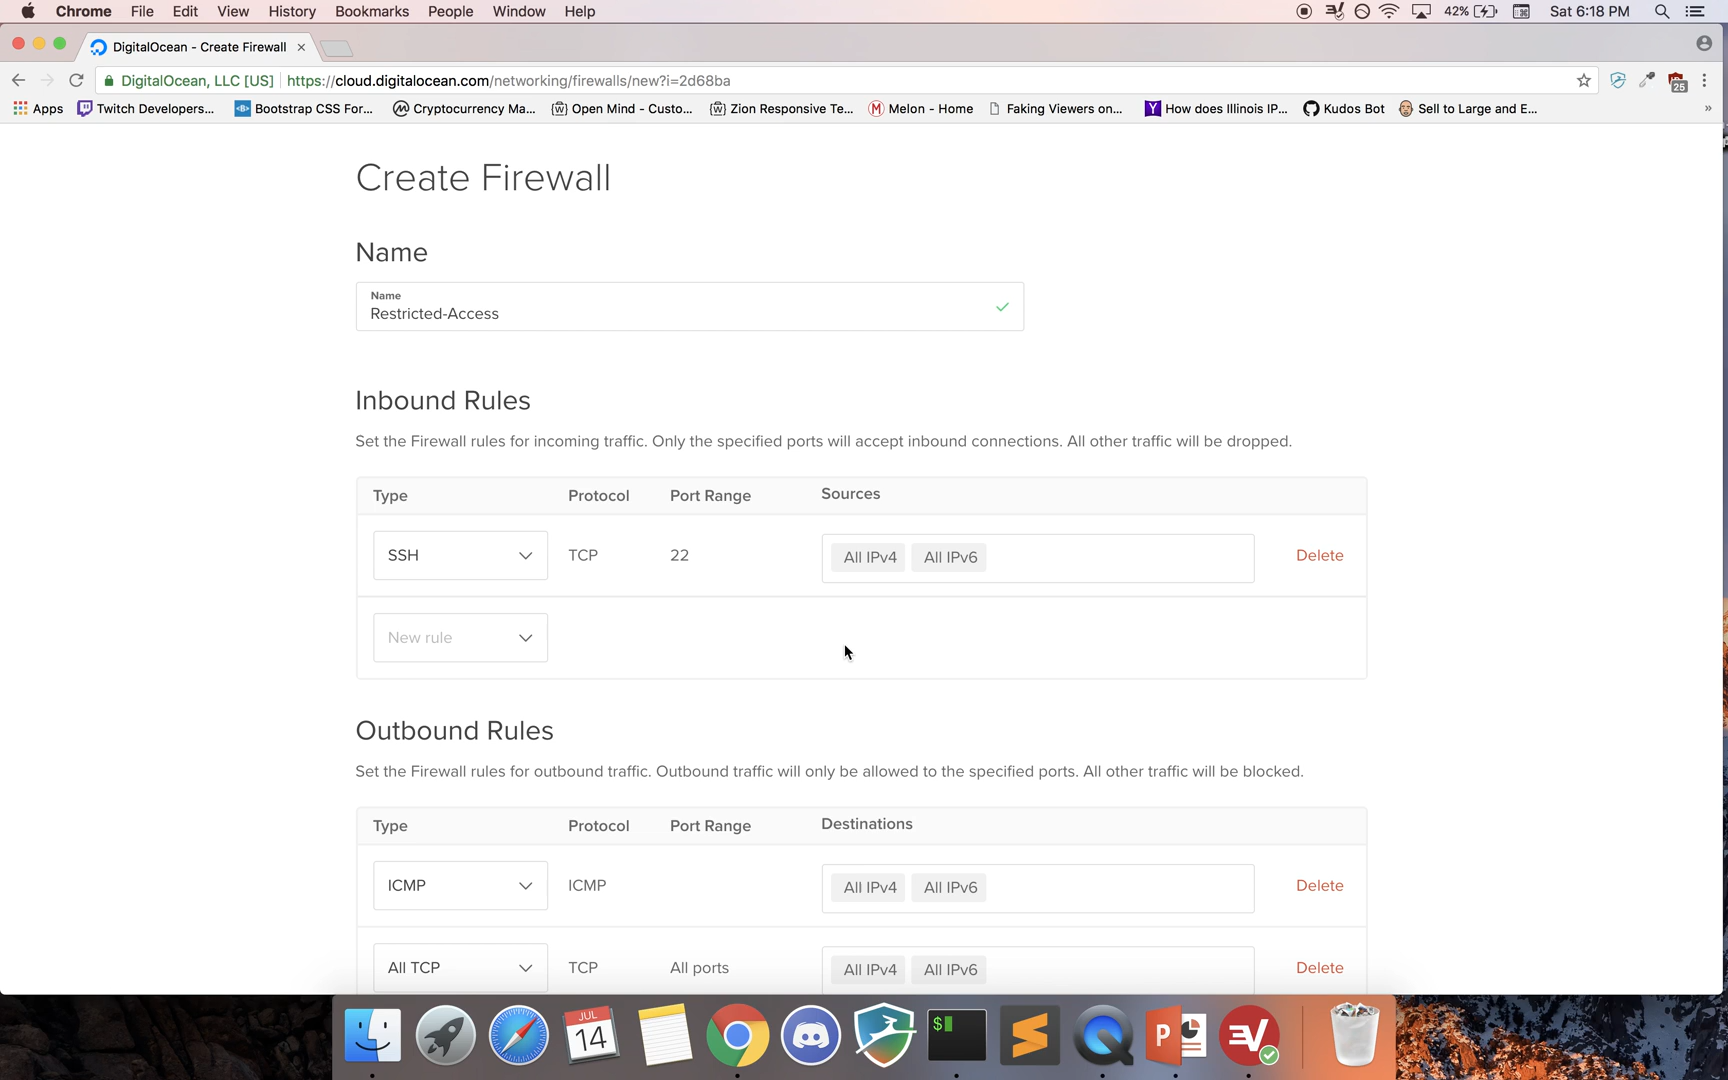 Chrome File Edit View History Bookmarks People Window Help 42% Sat 6:18 PM
DigitalOcean - Create Firewall
DigitalOcean, LLC [US] https://cloud.digitalocean.com/networking/firewalls/new?i=2d68ba 25
Apps Twitch Developers... Bootstrap CSS For... Cryptocurrency Ma... Open Mind - Custo... Zion Responsive Te... Melon - Home Faking Viewers on... How does Illinois IP... Kudos Bot Sell to Large and E... »
Create Firewall
Name
Name
Restricted-Access
Inbound Rules
Set the Firewall rules for incoming traffic. Only the specified ports will accept inbound connections. All other traffic will be dropped.
Type Protocol Port Range Sources
SSH TCP 22 All IPv4 All IPv6 Delete
New rule
Outbound Rules
Set the Firewall rules for outbound traffic. Outbound traffic will only be allowed to the specified ports. All other traffic will be blocked.
Type Protocol Port Range Destinations
ICMP ICMP All IPv4 All IPv6 Delete
All TCP TCP All ports All IPv4 All IPv6 Delete
JUL
14
$
P